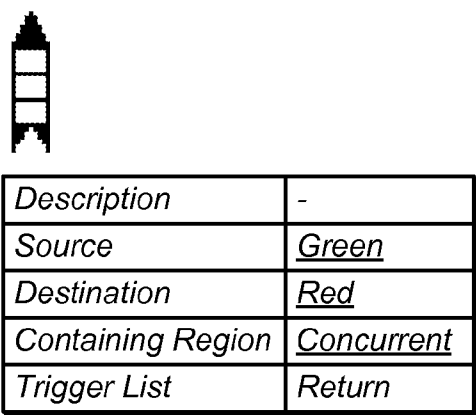 Description -
Source Green
Destination Red
Containing Region Concurrent
Trigger List Return